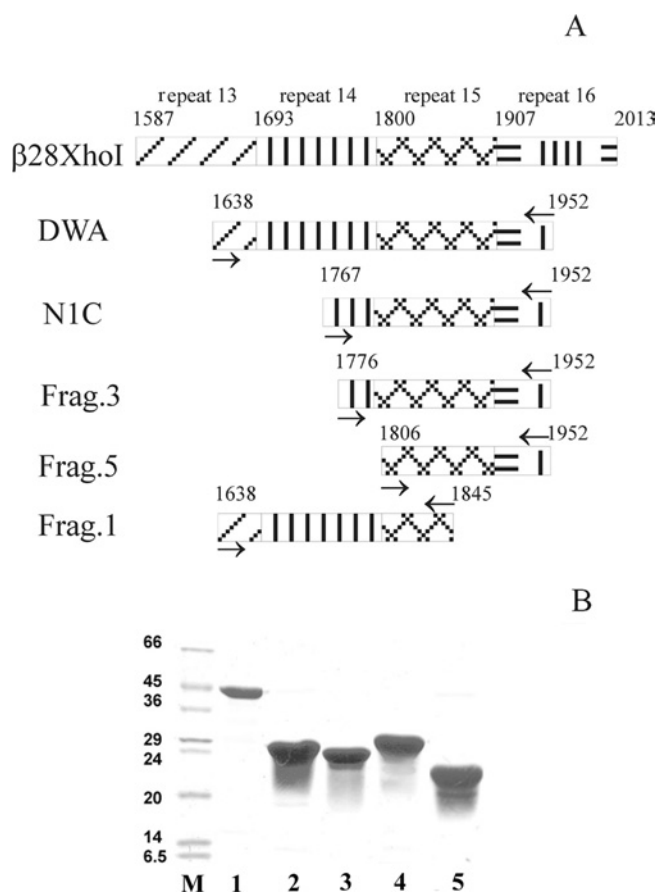 A
repeat 13 repeat 14 repeat 15 repeat 16
1587 1693 1800 1907 2013
β28XhoI
1638 1952
DWA
1767 1952
N1C
1776 1952
Frag.3
1806 1952
Frag.5
1638 1845
Frag.1
B
66
45
36
29
24
20
14
6.5
M 1 2 3 4 5